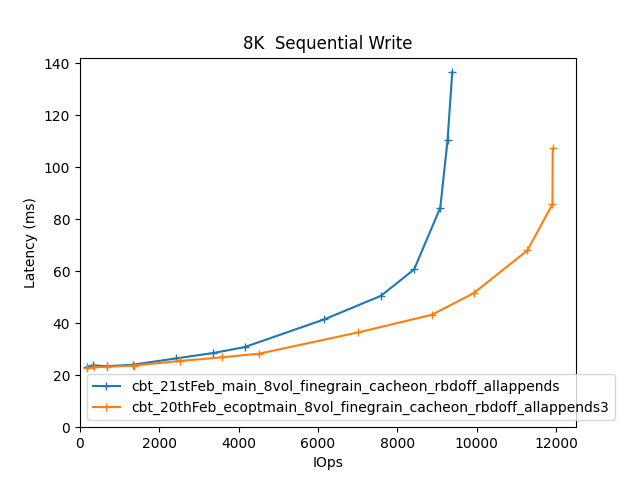 8K  Sequential Write
Latency (ms)
140
120
100
80
60
40
20
0
cbt_21stFeb_main_8vol_finegrain_cacheon_rbdoff_allappends
cbt_20thFeb_ecoptmain_8vol_finegrain_cacheon_rbdoff_allappends3
0 2000 4000 6000 8000 10000 12000
IOps